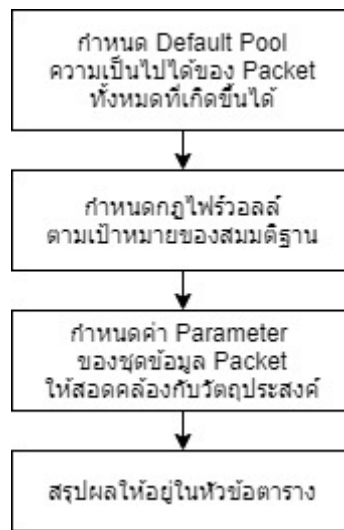 กำหนด Default Pool
ความเป็นไปได้ของ Packet
ทั้งหมดที่เกิดขึ้นได้
กำหนดกฎไฟร์วอลล์
ตามเป้าหมายของสมมติฐาน
กำหนดค่า Parameter
ของชุดข้อมูล Packet
ให้สอดคล้องกับวัตถุประสงค์
สรุปผลให้อยู่ในหัวข้อตาราง